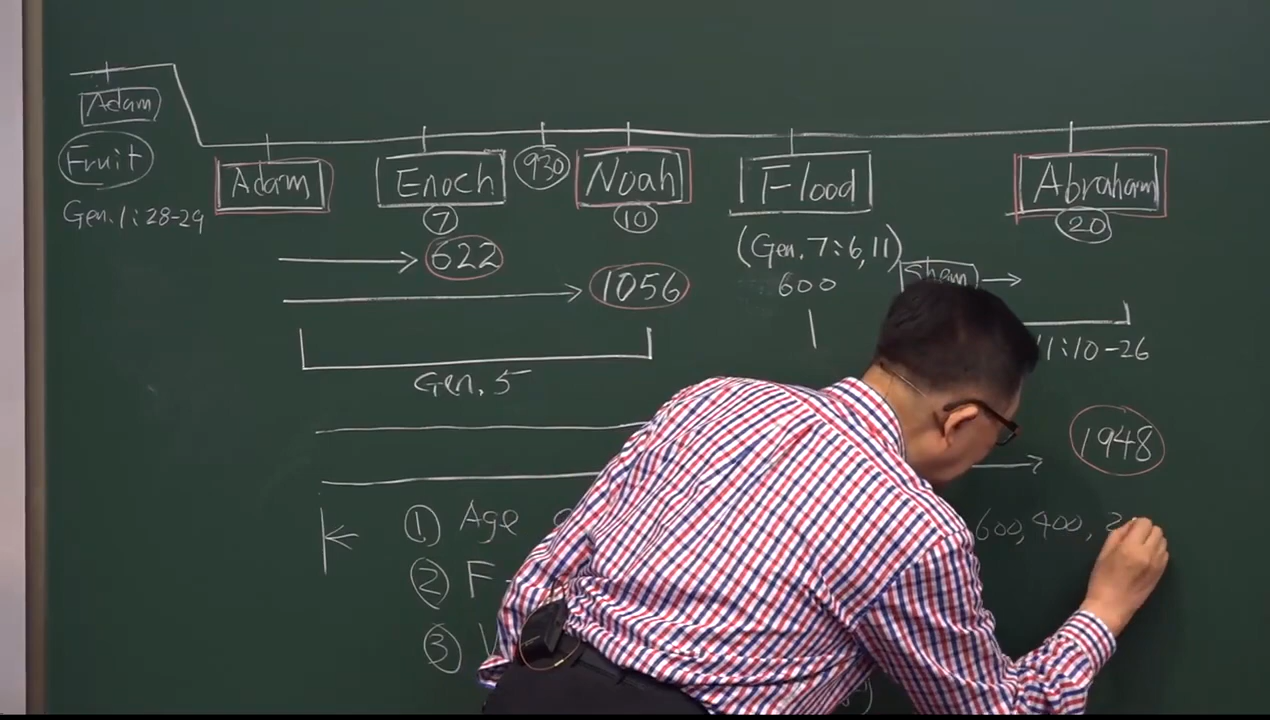 Adam
Fruit
Gen. 1:28-29
Adam
Enoch
7
930
Noah
10
Flood
(Gen. 7:6, 11)
600
Abraham
20
622
1056
Shem
11:10-26
Gen. 5
1948
① Age
600, 400, 2
② F
③